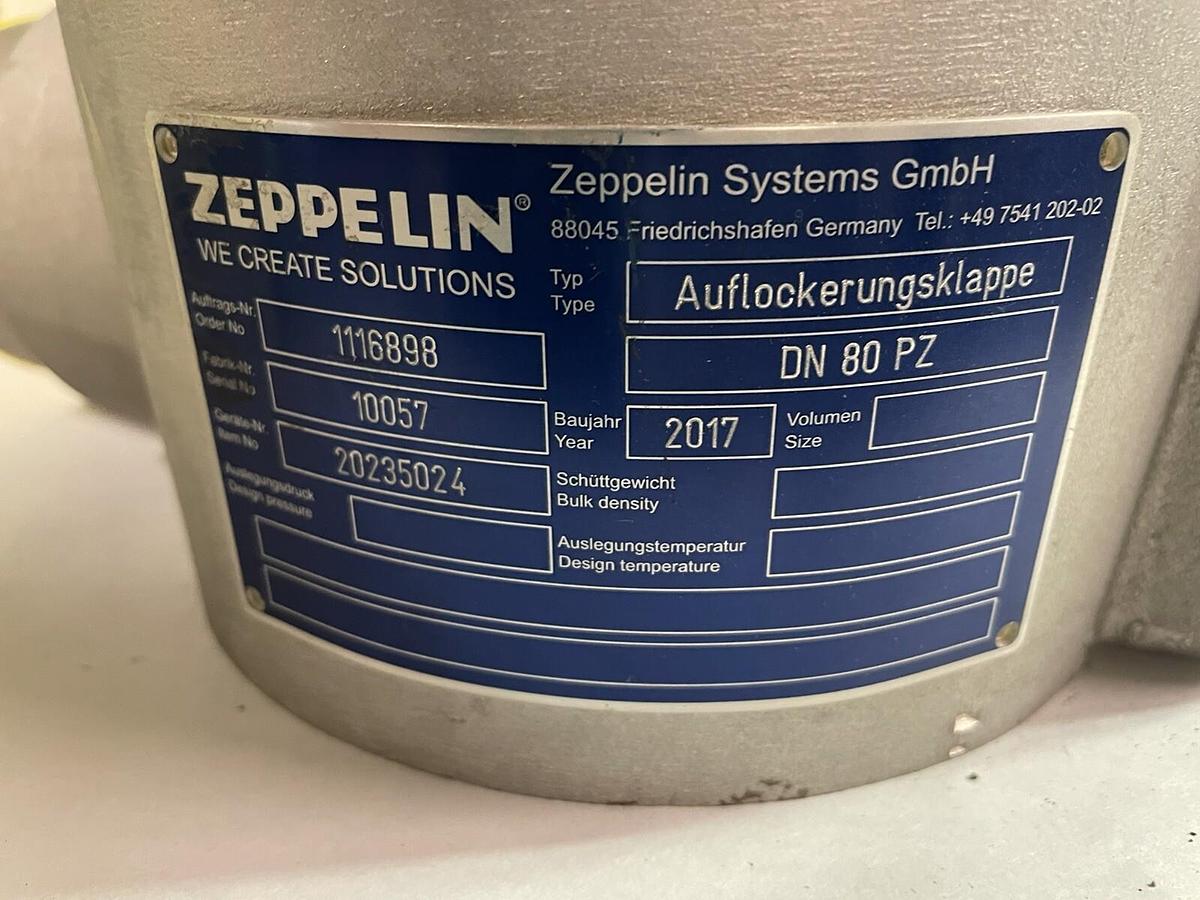 ZEPPELIN®
WE CREATE SOLUTIONS
Zeppelin Systems GmbH
88045 Friedrichshafen Germany Tel.: +49 7541 202-02
Typ
Type
Auflockerungsklappe
DN 80 PZ
Auftrags-Nr.
Order No
1116898
Fabrik-Nr.
Serial No
10057
Baujahr
Year
2017
Volumen
Size
Geräte-Nr.
Item No
20235024
Schüttgewicht
Bulk density
Auslegungsdruck
Design pressure
Auslegungstemperatur
Design temperature